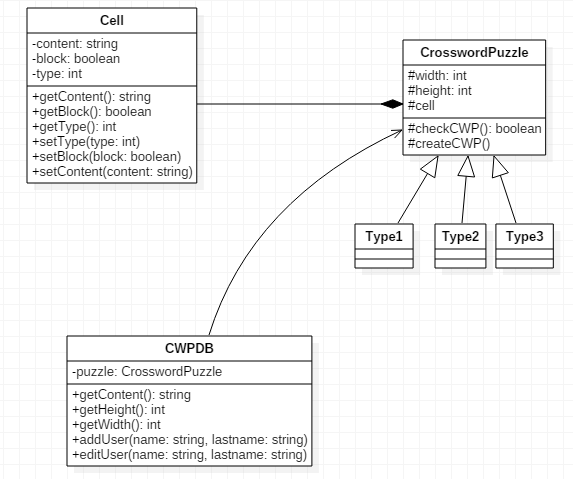 Cell
-content: string
-block: boolean
-type: int
+getContent(): string
+getBlock(): boolean
+getType(): int
+setType(type: int)
+setBlock(block: boolean)
+setContent(content: string)
CrosswordPuzzle
#width: int
#height: int
#cell
#checkCWP(): boolean
#createCWP()
Type1
Type2
Type3
CWPDB
-puzzle: CrosswordPuzzle
+getContent(): string
+getHeight(): int
+getWidth(): int
+addUser(name: string, lastname: string)
+editUser(name: string, lastname: string)